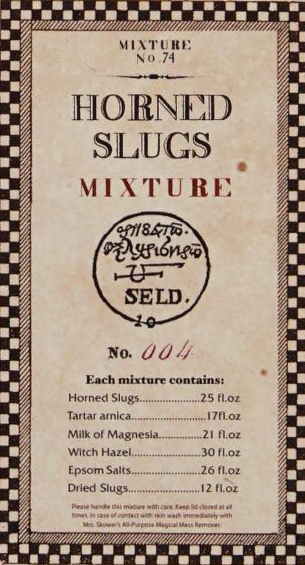 MIXTURE
No .74
HORNED
SLUGS
MIXTURE
SELD.
10
No. 004
Each mixture contains:
Horned Slugs..............25 fl.oz
Tartar arnica................17fl.oz
Milk of Magnesia...........21 fl.oz
Witch Hazel................30 fl.oz
Epsom Salts................26 fl.oz
Dried Slugs................12 fl.oz
Please handle this mixture with care. Keep lid closed at all
times. In case of contact with skin wash immediately with
Mrs. Skower's All-Purpose Magical Mess Remover.